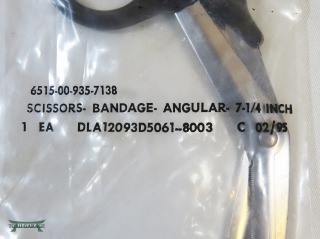 6515-00-935-7138
SCISSORS- BANDAGE- ANGULAR- 7-1/4 INCH
1 EA DLA12093D5061-8003 C 02/95